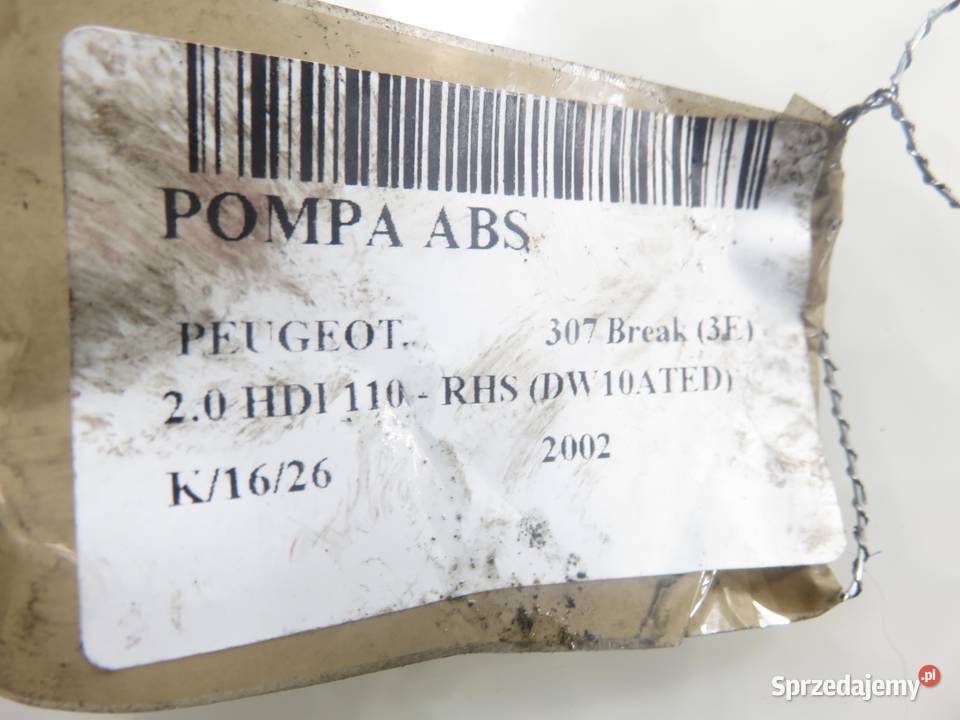 POMPA ABS
PEUGEOT. 307 Break (3E)
2.0 HDI 110 - RHS (DW10ATED)
2002
K/16/26
Sprzedajemy.pl